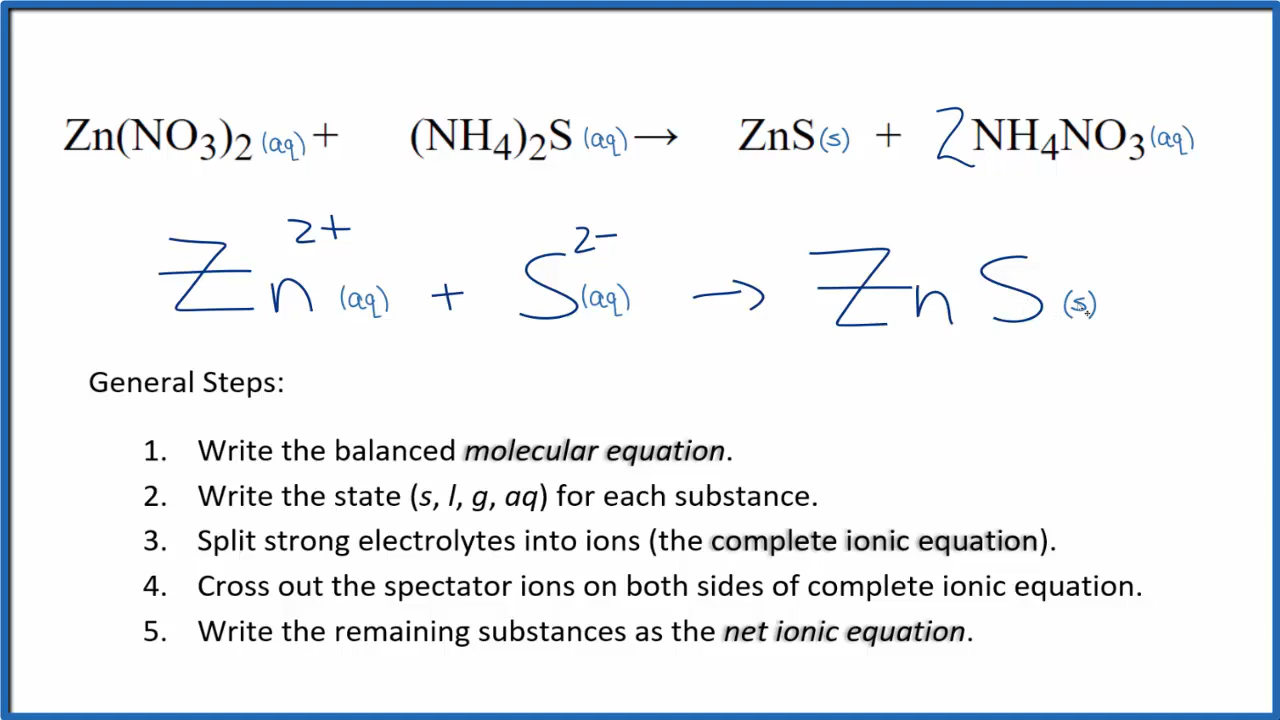 Zn(NO₃)₂ (aq) + (NH₄)₂S (aq) → ZnS (s) + 2NH₄NO₃ (aq)
Zn²⁺ (aq) + S²⁻ (aq) → ZnS (s)
General Steps:
1. Write the balanced molecular equation.
2. Write the state (s, l, g, aq) for each substance.
3. Split strong electrolytes into ions (the complete ionic equation).
4. Cross out the spectator ions on both sides of complete ionic equation.
5. Write the remaining substances as the net ionic equation.